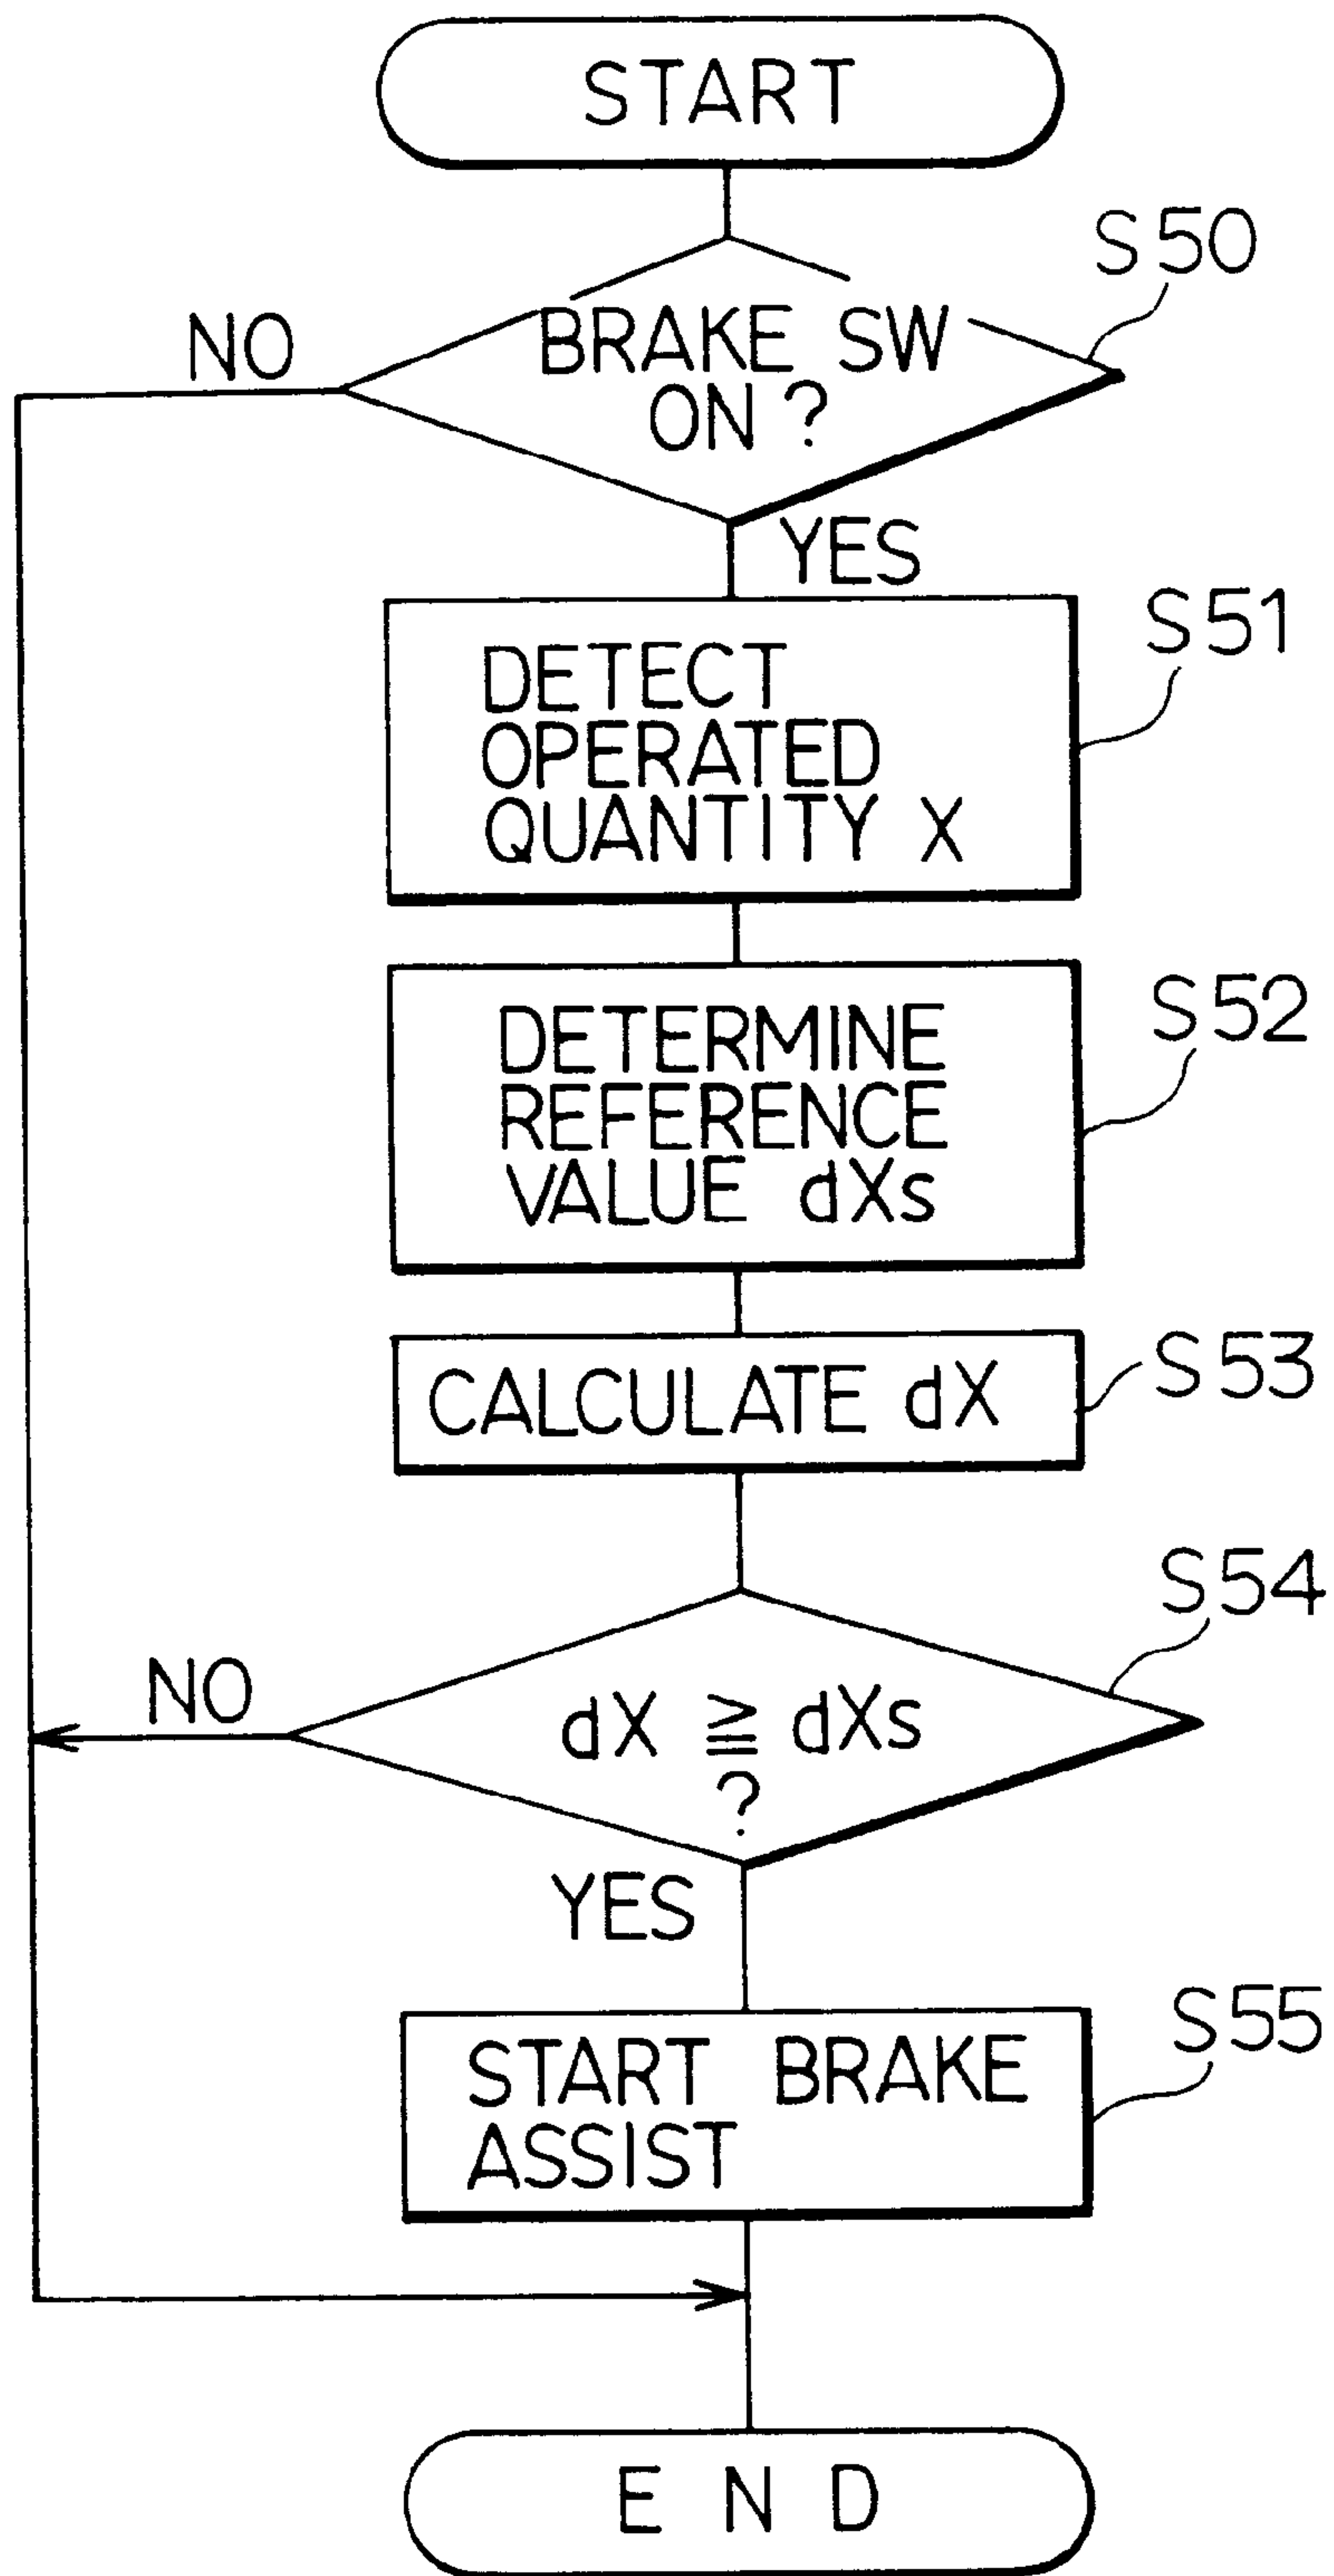 START
S50
NO
BRAKE SW
ON?
YES
S51
DETECT
OPERATED
QUANTITY X
S52
DETERMINE
REFERENCE
VALUE dXs
S53
CALCULATE dX
S54
NO
dX ≧ dXs
?
YES
S55
START BRAKE
ASSIST
END